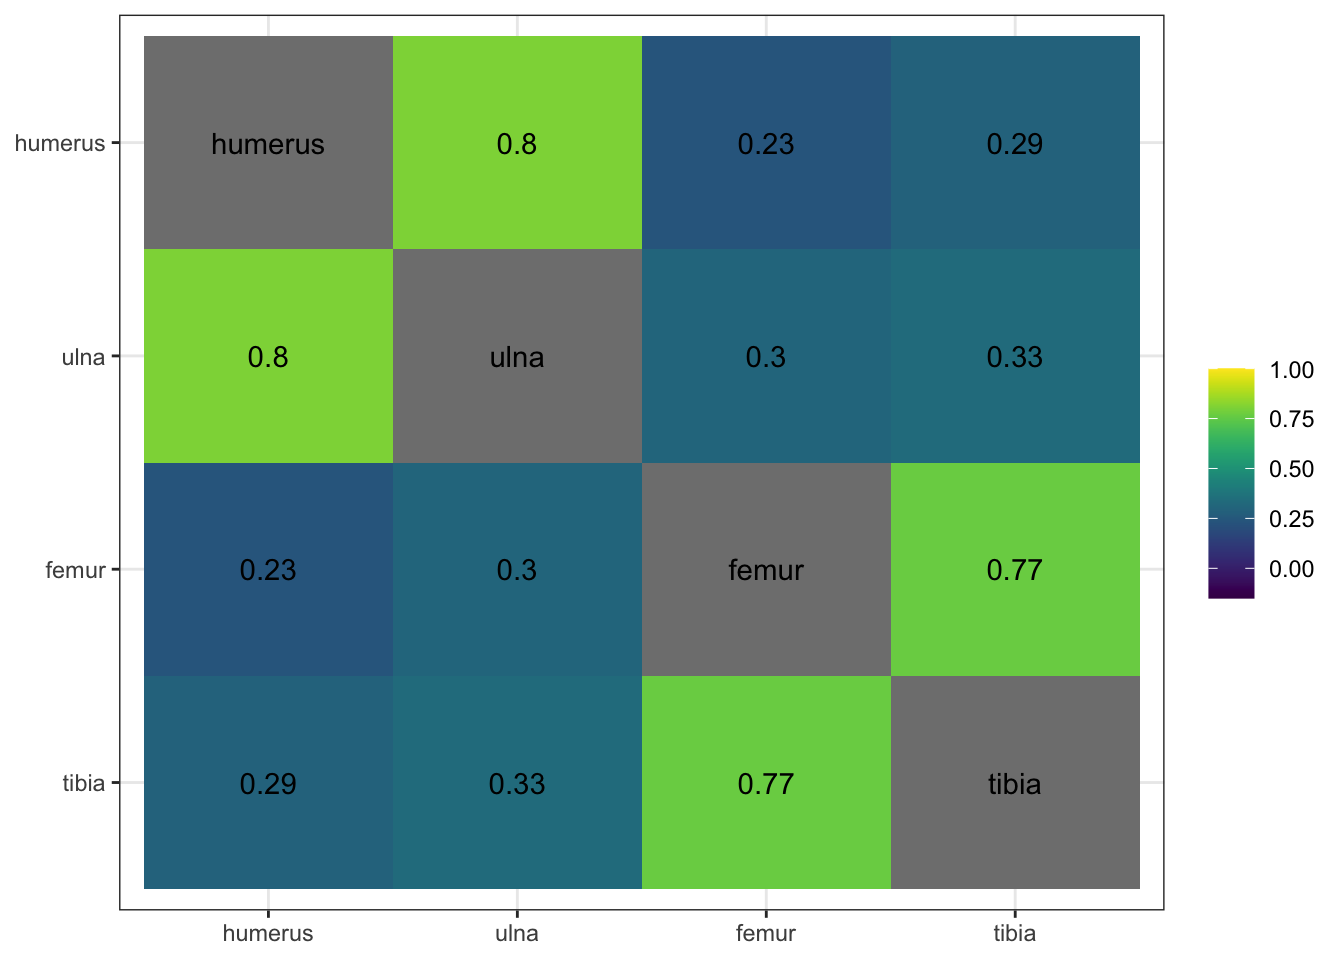 humerus humerus 0.8 0.23 0.29
ulna 0.8 ulna 0.3 0.33
femur 0.23 0.3 femur 0.77
tibia 0.29 0.33 0.77 tibia
humerus ulna femur tibia
1.00
0.75
0.50
0.25
0.00